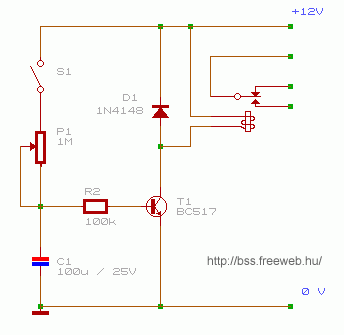 +12V
S1
D1
1N4148
P1
1M
R2
100k
T1
BC517
C1
100u / 25V
http://bss.freeweb.hu/
0 V